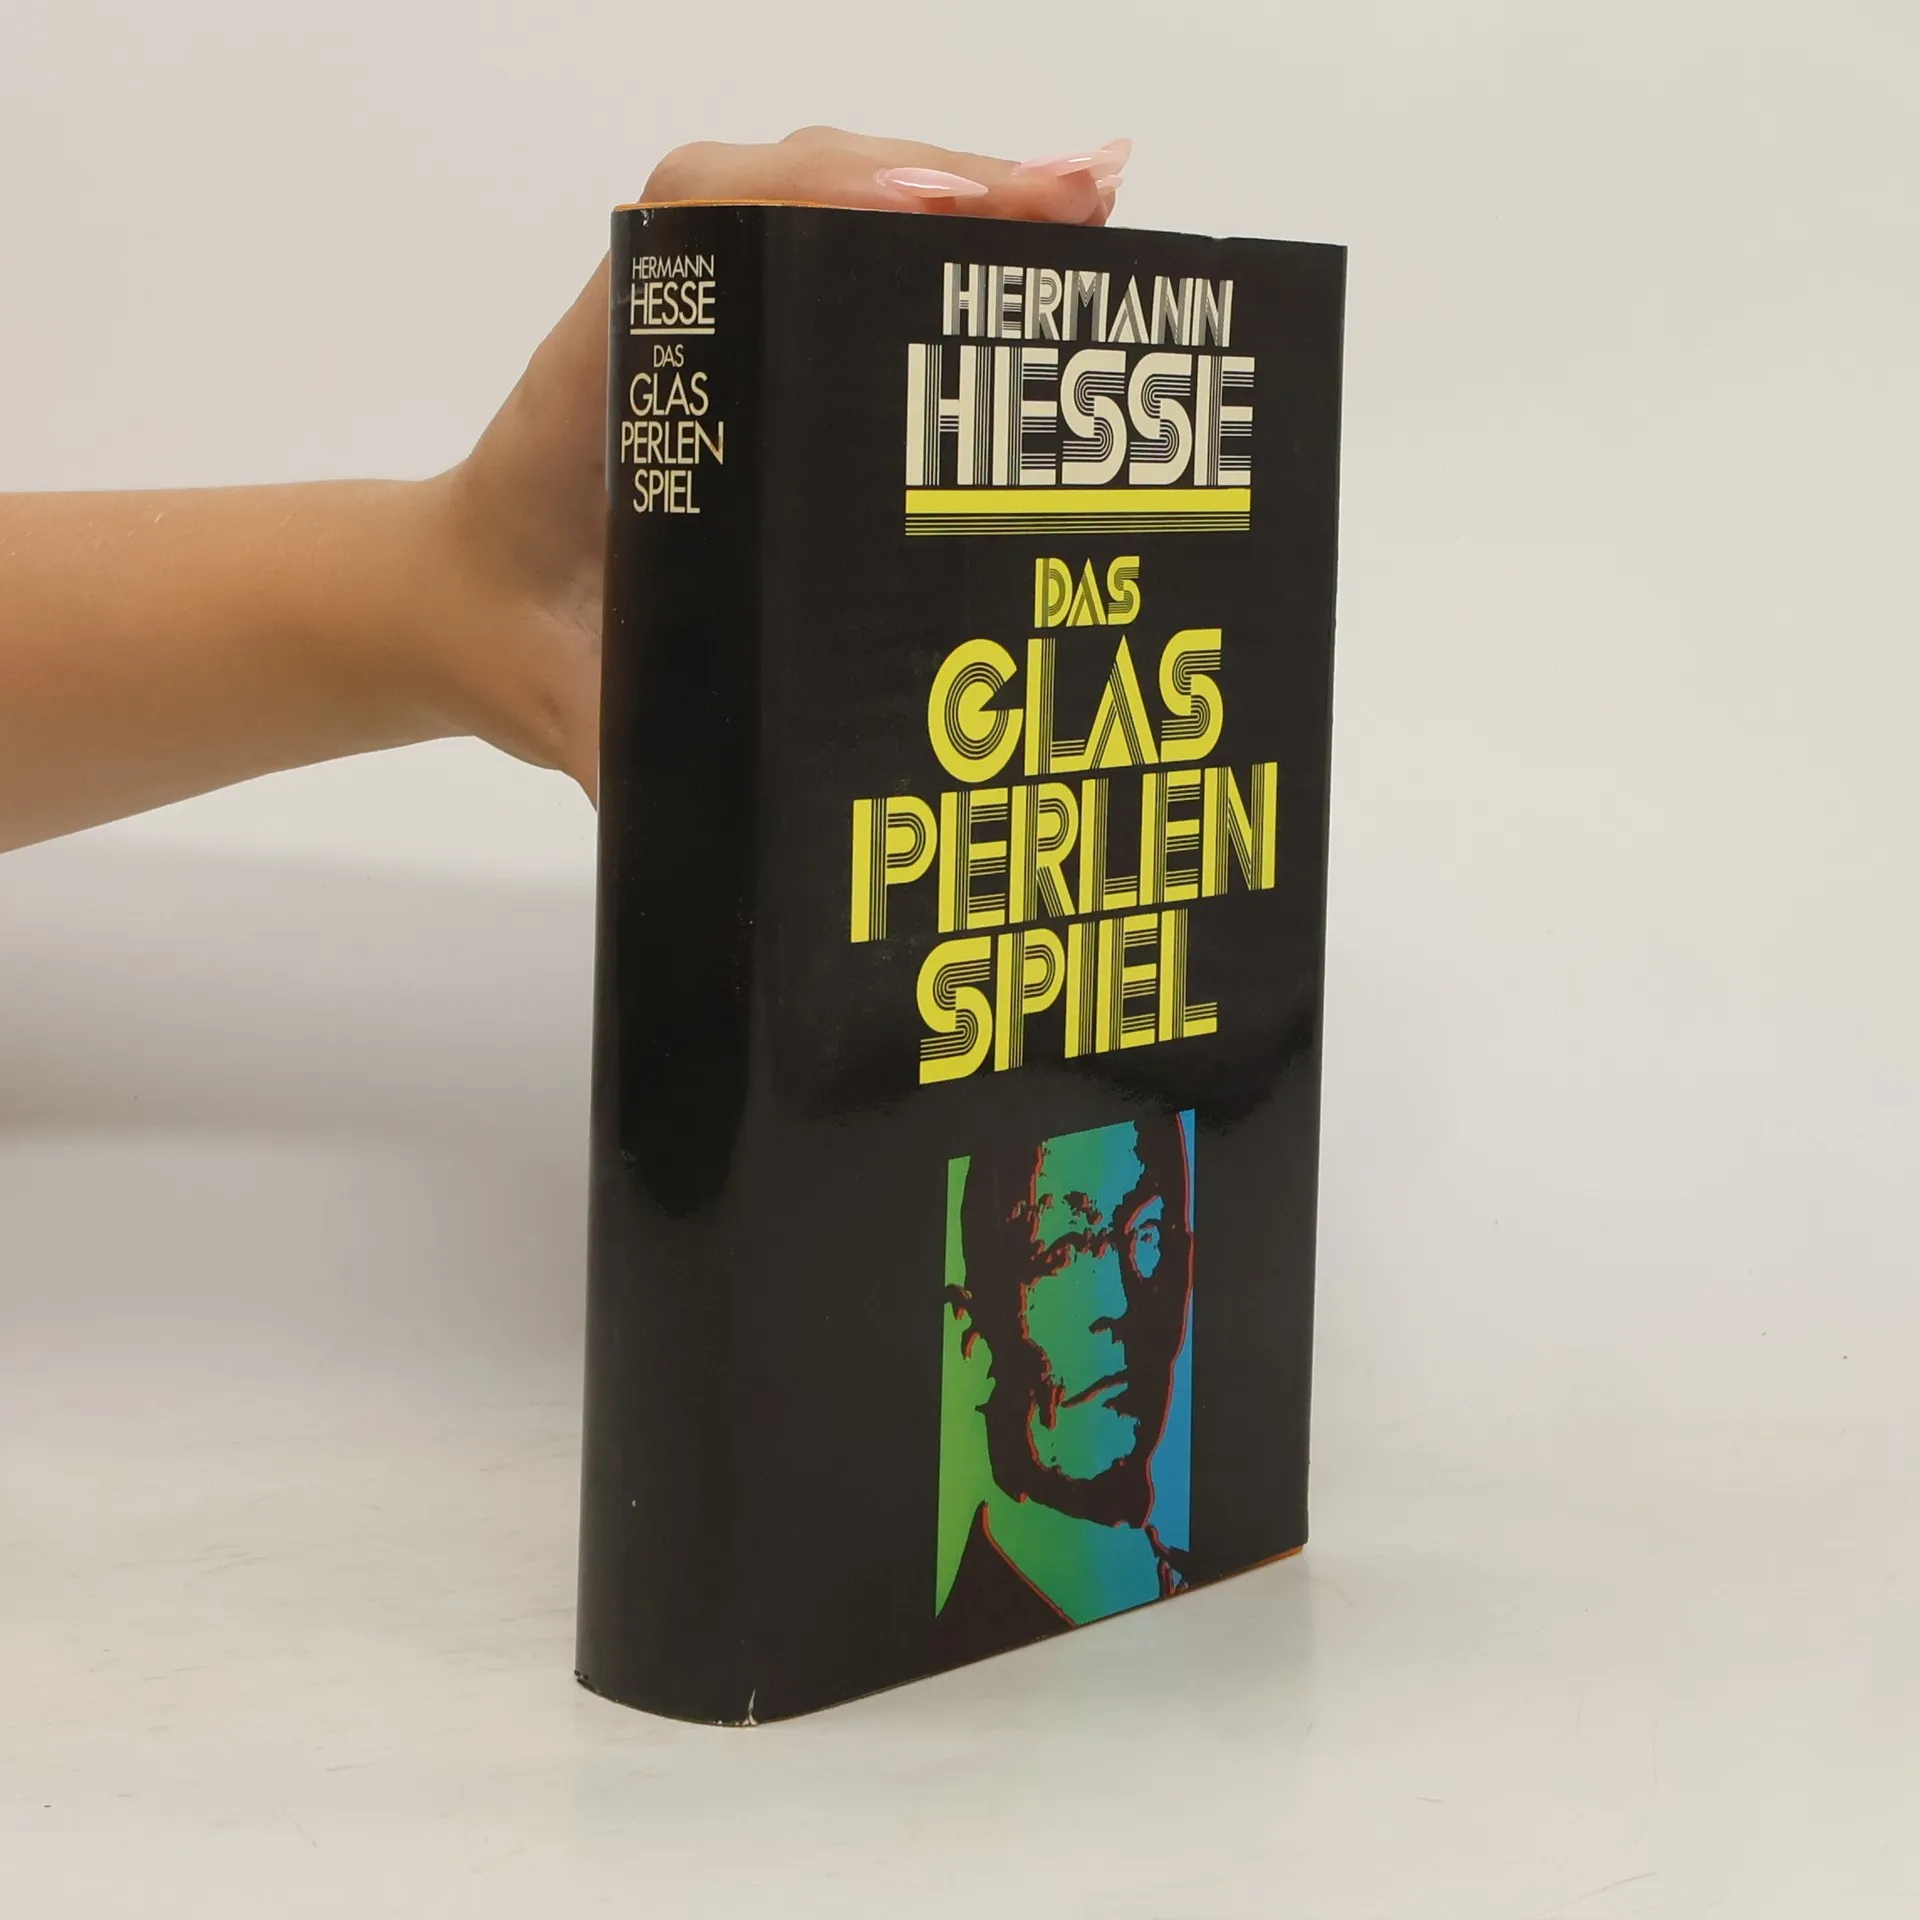 HERMANN
HESSE
DAS
GLAS
PERLEN
SPIEL
HERMANN
HESSE
DAS
GLAS
PERLEN
SPIEL